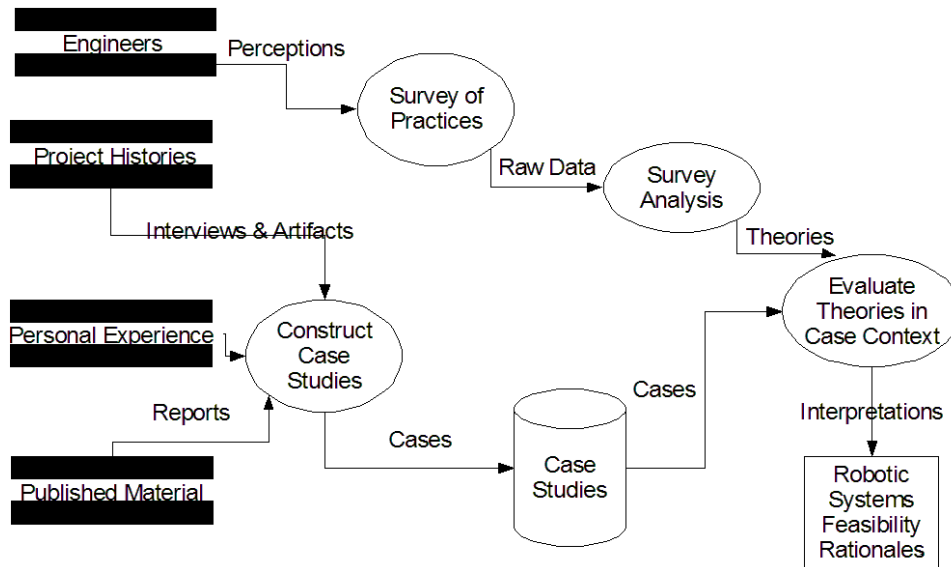 Engineers
Perceptions
Survey of
Practices
Project Histories
Raw Data
Survey
Analysis
Interviews & Artifacts
Theories
Personal Experience
Construct
Case
Studies
Evaluate
Theories in
Case Context
Reports
Cases
Cases
Interpretations
Published Material
Case
Studies
Robotic
Systems
Feasibility
Rationales